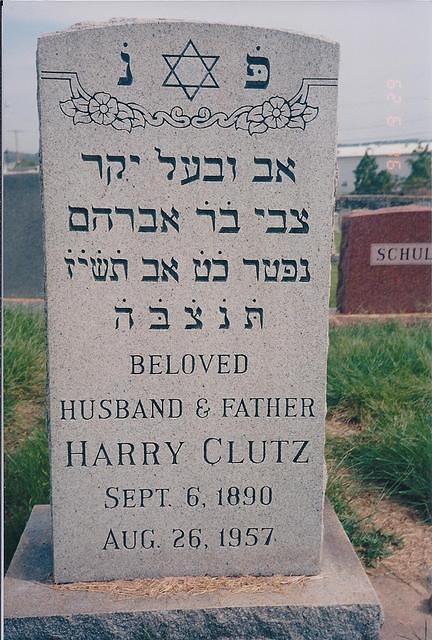 פ נ
אב ובעל יקר
צבי בר אברהם
נפטר כט אב תשי״ז
ת נ צ ב ה
BELOVED
HUSBAND & FATHER
HARRY CLUTZ
SEPT. 6, 1890
AUG. 26, 1957
SCHUL